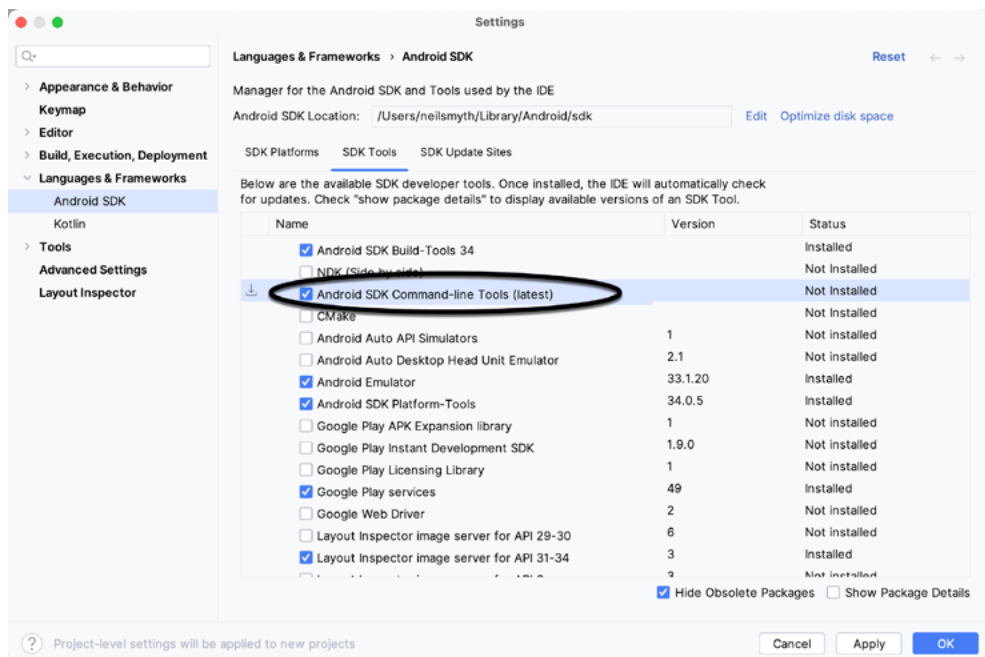 Settings
Languages & Frameworks › Android SDK
Reset
Appearance & Behavior
Keymap
Editor
Build, Execution, Deployment
Languages & Frameworks
Android SDK
Kotlin
Tools
Advanced Settings
Layout Inspector
Manager for the Android SDK and Tools used by the IDE
Android SDK Location: /Users/neilsmyth/Library/Android/sdk Edit Optimize disk space
SDK Platforms SDK Tools SDK Update Sites
Below are the available SDK developer tools. Once installed, the IDE will automatically check
for updates. Check "show package details" to display available versions of an SDK Tool.
Name Version Status
Android SDK Build-Tools 34 Installed
NDK (Side by side) Not Installed
Android SDK Command-line Tools (latest) Not Installed
CMake Not Installed
Android Auto API Simulators 1 Not installed
Android Auto Desktop Head Unit Emulator 2.1 Not installed
Android Emulator 33.1.20 Installed
Android SDK Platform-Tools 34.0.5 Installed
Google Play APK Expansion library 1 Not installed
Google Play Instant Development SDK 1.9.0 Not installed
Google Play Licensing Library 1 Not installed
Google Play services 49 Installed
Google Web Driver 2 Not installed
Layout Inspector image server for API 29-30 6 Not installed
Layout Inspector image server for API 31-34 3 Installed
3 Not installed
Hide Obsolete Packages Show Package Details
? Project-level settings will be applied to new projects
Cancel Apply OK